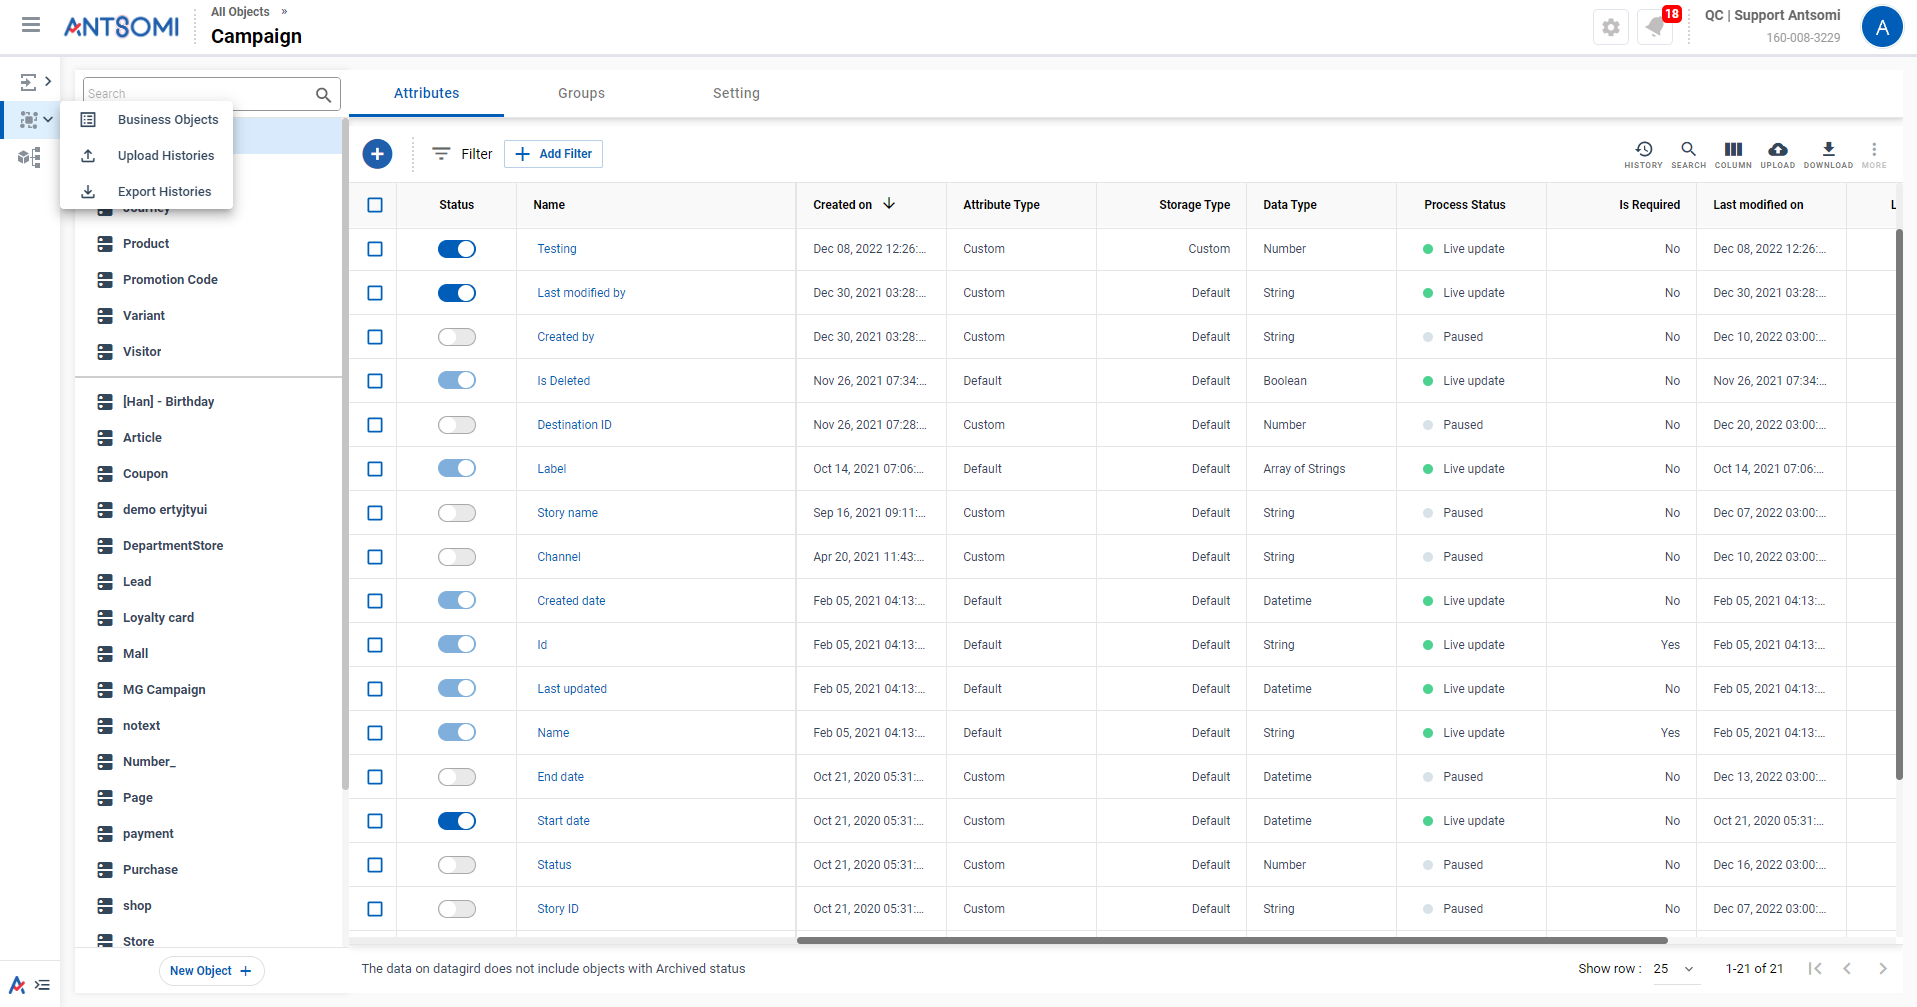 ANTSOMI
All Objects »
Campaign
18
QC | Support Antsomi
160-008-3229
A
Search
Business Objects
Upload Histories
Export Histories
Journey
Product
Promotion Code
Variant
Visitor
[Han] - Birthday
Article
Coupon
demo ertyjtyui
DepartmentStore
Lead
Loyalty card
Mall
MG Campaign
notext
Number_
Page
payment
Purchase
shop
Store
New Object +
Attributes Groups Setting
Filter + Add Filter
HISTORY SEARCH COLUMN UPLOAD DOWNLOAD MORE
Status Name Created on Attribute Type Storage Type Data Type Process Status Is Required Last modified on L
Testing Dec 08, 2022 12:26:... Custom Custom Number Live update No Dec 08, 2022 12:26:...
Last modified by Dec 30, 2021 03:28:... Custom Default String Live update No Dec 30, 2021 03:28:...
Created by Dec 30, 2021 03:28:... Custom Default String Paused No Dec 10, 2022 03:00:...
Is Deleted Nov 26, 2021 07:34:... Default Default Boolean Live update No Nov 26, 2021 07:34:...
Destination ID Nov 26, 2021 07:28:... Custom Default Number Paused No Dec 20, 2022 03:00:...
Label Oct 14, 2021 07:06:... Default Default Array of Strings Live update No Oct 14, 2021 07:06:...
Story name Sep 16, 2021 09:11:... Custom Default String Paused No Dec 07, 2022 03:00:...
Channel Apr 20, 2021 11:43:... Custom Default String Paused No Dec 10, 2022 03:00:...
Created date Feb 05, 2021 04:13:... Default Default Datetime Live update No Feb 05, 2021 04:13:...
Id Feb 05, 2021 04:13:... Default Default String Live update Yes Feb 05, 2021 04:13:...
Last updated Feb 05, 2021 04:13:... Default Default Datetime Live update No Feb 05, 2021 04:13:...
Name Feb 05, 2021 04:13:... Default Default String Live update Yes Feb 05, 2021 04:13:...
End date Oct 21, 2020 05:31:... Custom Default Datetime Paused No Dec 13, 2022 03:00:...
Start date Oct 21, 2020 05:31:... Custom Default Datetime Live update No Oct 21, 2020 05:31:...
Status Oct 21, 2020 05:31:... Custom Default Number Paused No Dec 16, 2022 03:00:...
Story ID Oct 21, 2020 05:31:... Custom Default String Paused No Dec 07, 2022 03:00:...
The data on datagird does not include objects with Archived status
Show row : 25 1-21 of 21